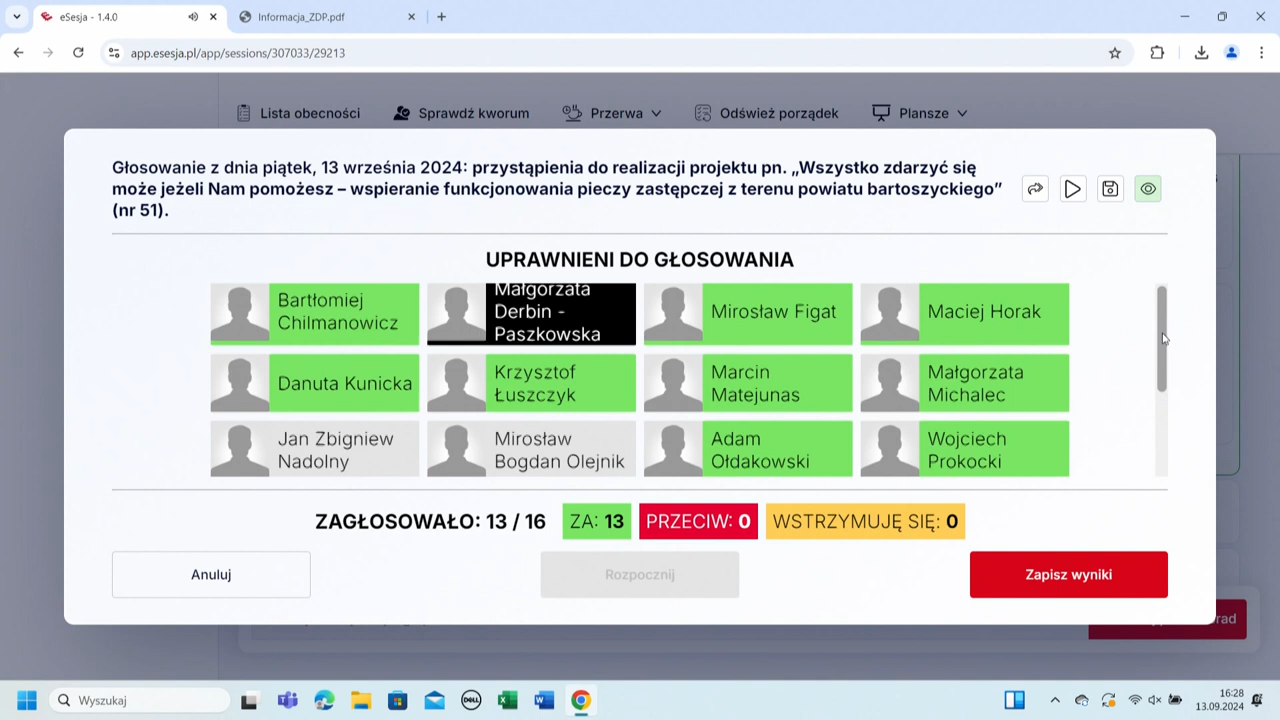 eSesja - 1.4.0
Informacja_ZDP.pdf
app.esesja.pl/app/sessions/307033/29213
Lista obecności
Sprawdź kworum
Przerwa
Odśwież porządek
Plansze
Głosowanie z dnia piątek, 13 września 2024: przystąpienia do realizacji projektu pn. „Wszystko zdarzyć się
może jeżeli Nam pomożesz – wspieranie funkcjonowania pieczy zastępczej z terenu powiatu bartoszyckiego”
(nr 51).
UPRAWNIENI DO GŁOSOWANIA
Bartłomiej
Chilmanowicz
Małgorzata
Derbin -
Paszkowska
Mirosław Figat
Maciej Horak
Danuta Kunicka
Krzysztof
Łuszczyk
Marcin
Matejunas
Małgorzata
Michalec
Jan Zbigniew
Nadolny
Mirosław
Bogdan Olejnik
Adam
Ołdakowski
Wojciech
Prokocki
ZAGŁOSOWAŁO: 13 / 16
ZA: 13
PRZECIW: 0
WSTRZYMUJĘ SIĘ: 0
Anuluj
Rozpocznij
Zapisz wyniki
rad
Wyszukaj
DELL
16:28
13.09.2024